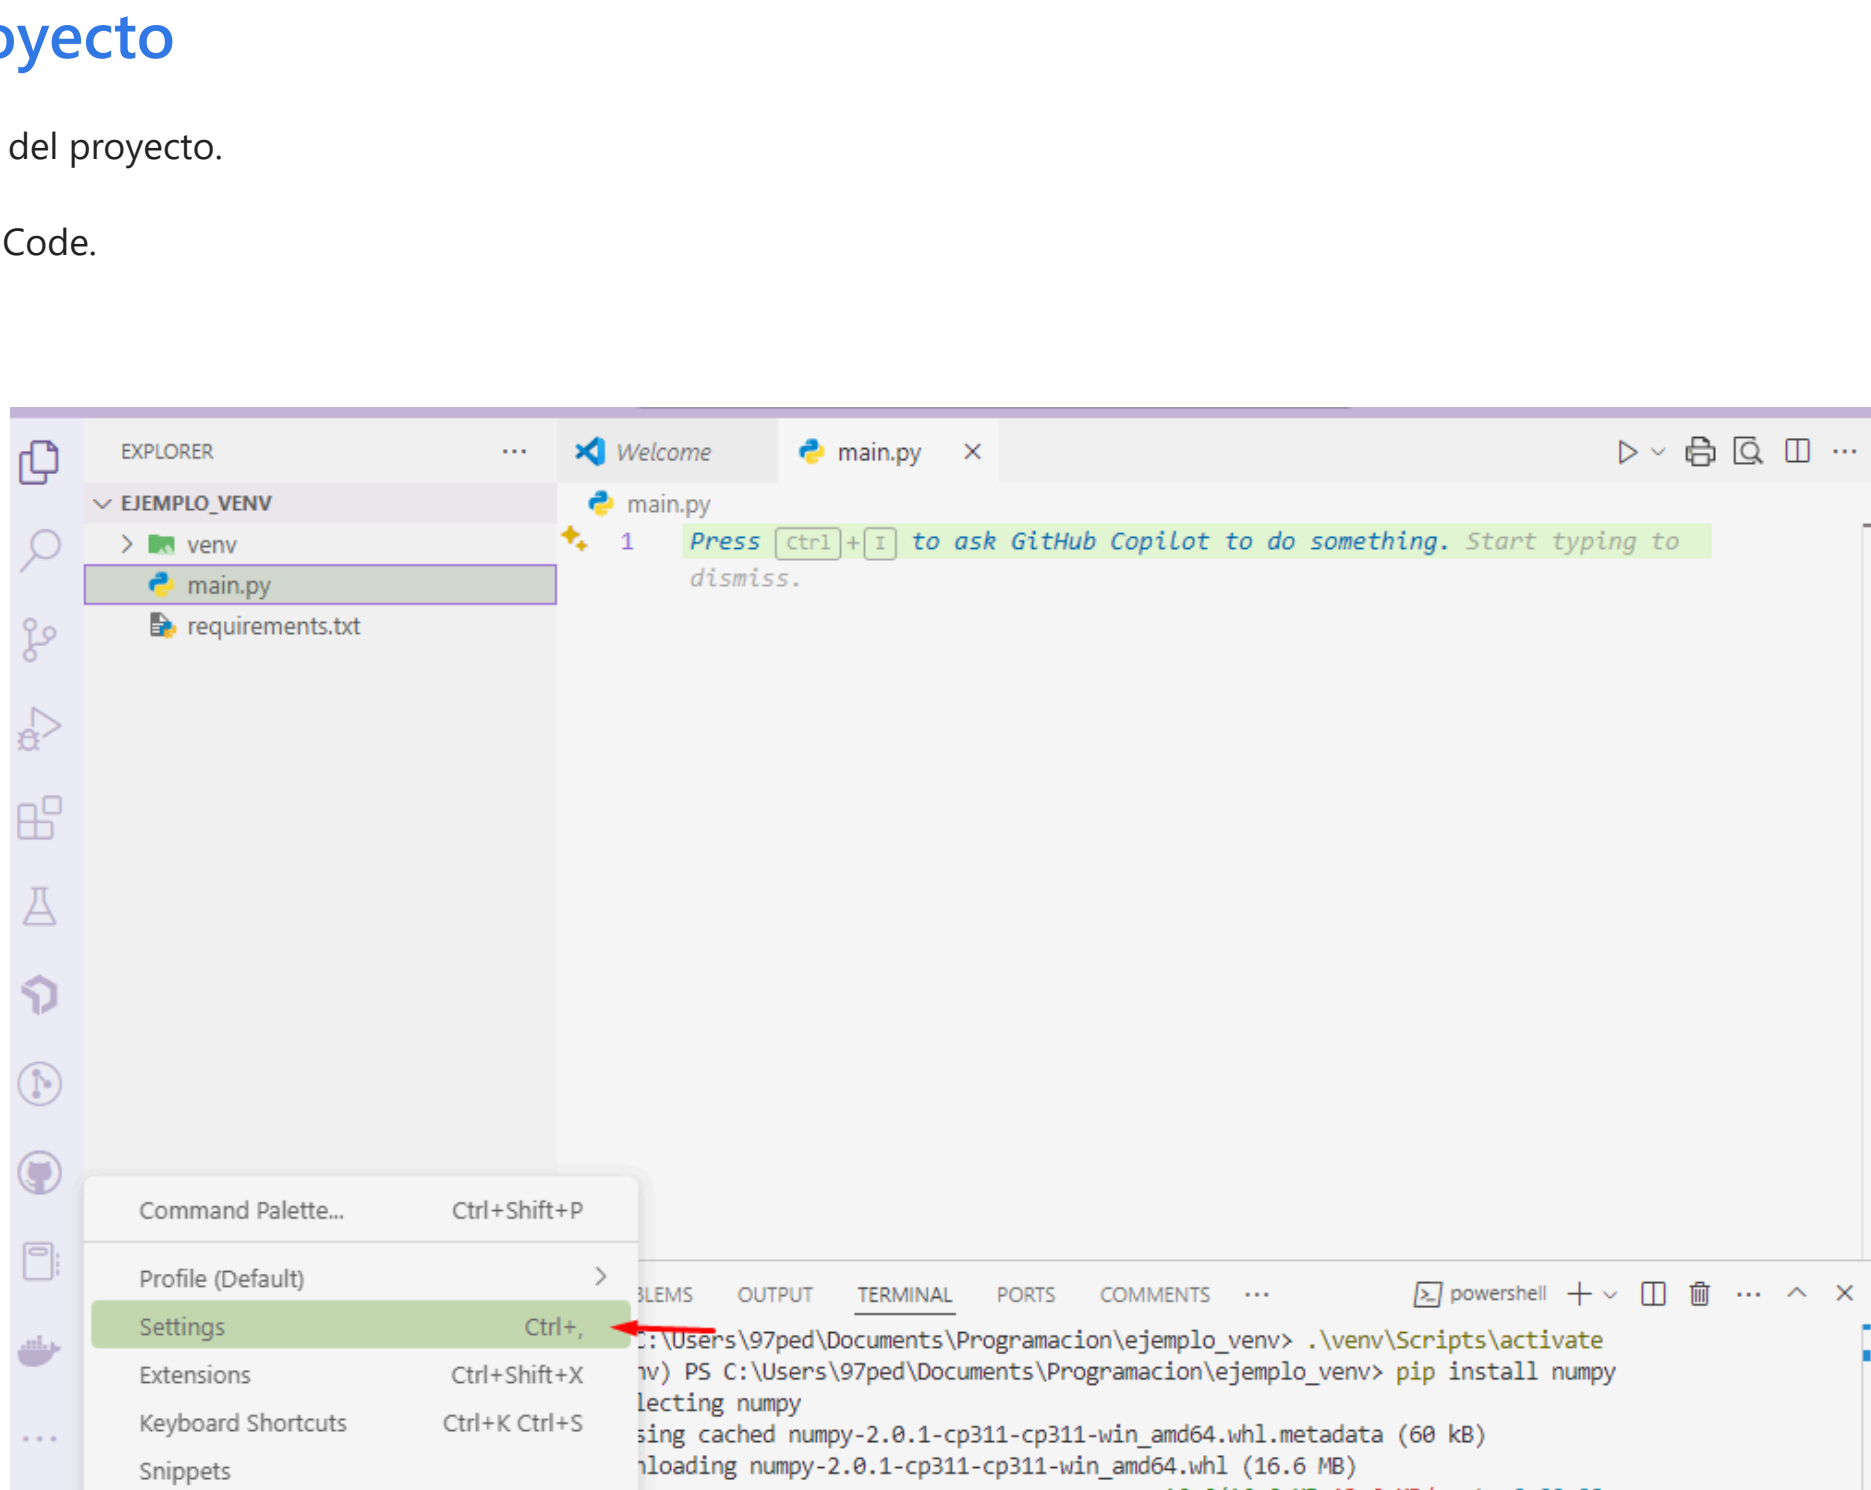 oyecto
del proyecto.
Code.
EXPLORER ···
Welcome
main.py
EJEMPLO_VENV
venv
main.py
requirements.txt
main.py
1 Press Ctrl + I to ask GitHub Copilot to do something. Start typing to
dismiss.
Command Palette... Ctrl+Shift+P
Profile (Default)
Settings Ctrl+,
Extensions Ctrl+Shift+X
Keyboard Shortcuts Ctrl+K Ctrl+S
Snippets
BLEMS OUTPUT TERMINAL PORTS COMMENTS ··· powershell
C:\Users\97ped\Documents\Programacion\ejemplo_venv> .\venv\Scripts\activate
nv) PS C:\Users\97ped\Documents\Programacion\ejemplo_venv> pip install numpy
lecting numpy
sing cached numpy-2.0.1-cp311-cp311-win_amd64.whl.metadata (60 kB)
nloading numpy-2.0.1-cp311-cp311-win_amd64.whl (16.6 MB)